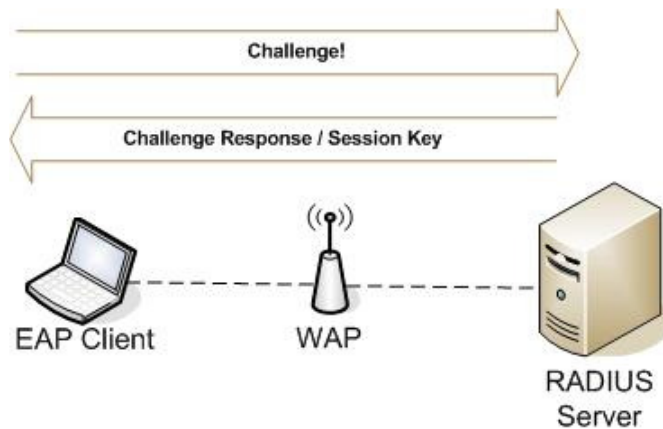 Challenge!
Challenge Response / Session Key
EAP Client
WAP
RADIUS
Server